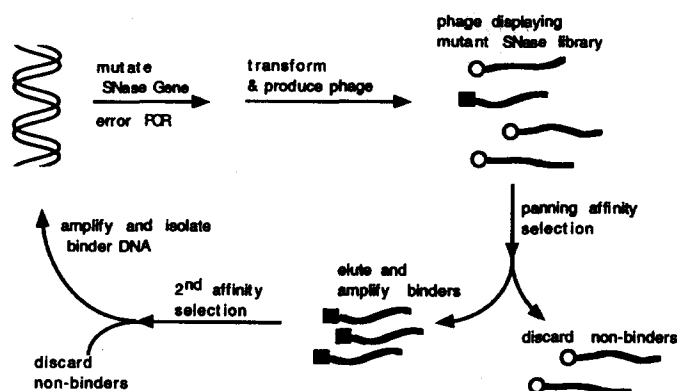 phage displaying
mutant SNase library
mutate
SNase Gene
error PCR
transform
& produce phage
panning affinity
selection
amplify and isolate
binder DNA
elute and
amplify binders
2nd affinity
selection
discard non-binders
discard
non-binders